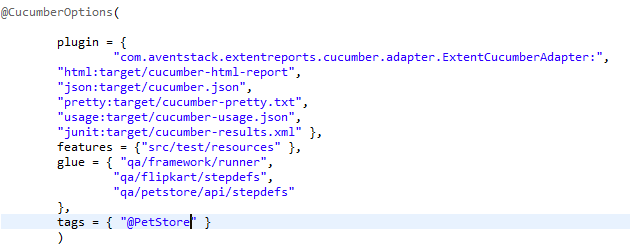 @CucumberOptions(
plugin = {
"com.aventstack.extentreports.cucumber.adapter.ExtentCucumberAdapter:",
"html:target/cucumber-html-report",
"json:target/cucumber.json",
"pretty:target/cucumber-pretty.txt",
"usage:target/cucumber-usage.json",
"junit:target/cucumber-results.xml" },
features = {"src/test/resources" },
glue = { "qa/framework/runner",
"qa/flipkart/stepdefs",
"qa/petstore/api/stepdefs"
},
tags = { "@PetStore" }
)